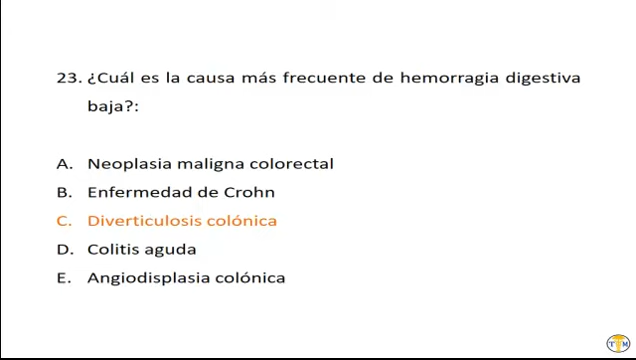 23. ¿Cuál es la causa más frecuente de hemorragia digestiva
baja?:
A. Neoplasia maligna colorectal
B. Enfermedad de Crohn
C. Diverticulosis colónica
D. Colitis aguda
E. Angiodisplasia colónica
TTM